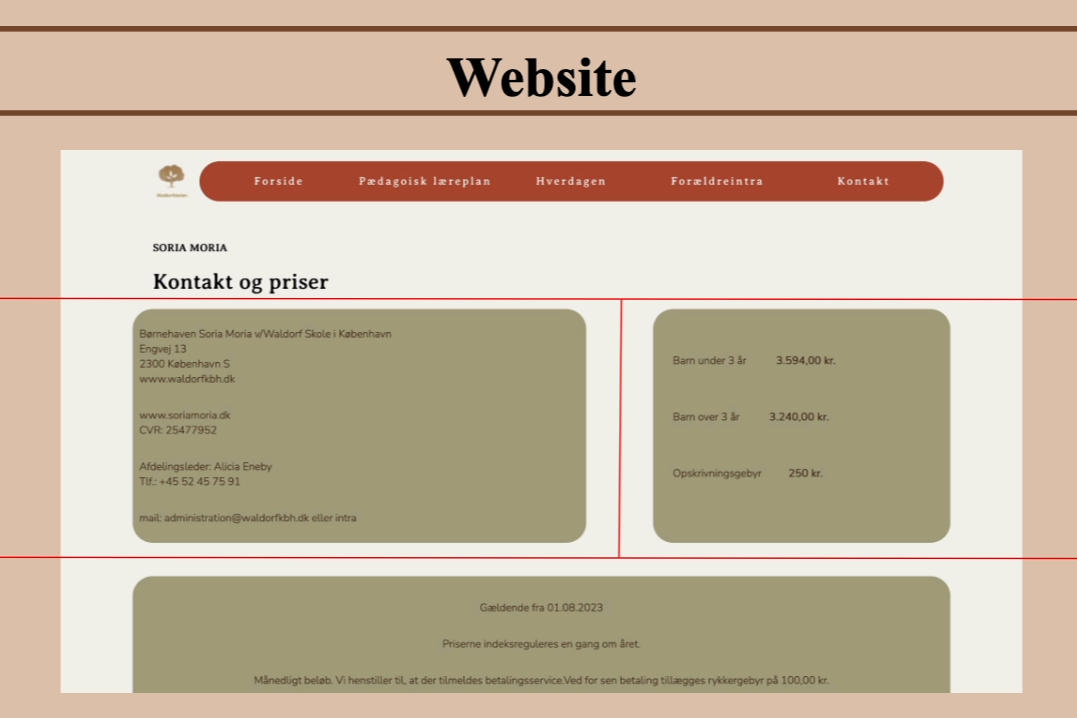 Website
Forside Pædagoisk læreplan Hverdagen Forældreintra Kontakt
SORIA MORIA
Kontakt og priser
Børnehaven Soria Moria v/Waldorf Skole i København
Engvej 13
2300 København S
www.waldorfkbh.dk
www.soriamoria.dk
CVR: 25477952
Afdelingsleder: Alicia Eneby
Tlf.: +45 52 45 75 91
mail: administration@waldorfkbh.dk eller intra
Barn under 3 år 3.594,00 kr.
Barn over 3 år 3.240,00 kr.
Opskrivningsgebyr 250 kr.
Gældende fra 01.08.2023
Priserne indeksreguleres en gang om året.
Månedligt beløb. Vi henstiller til, at der tilmeldes betalingsservice.Ved for sen betaling tillægges rykkergebyr på 100,00 kr.